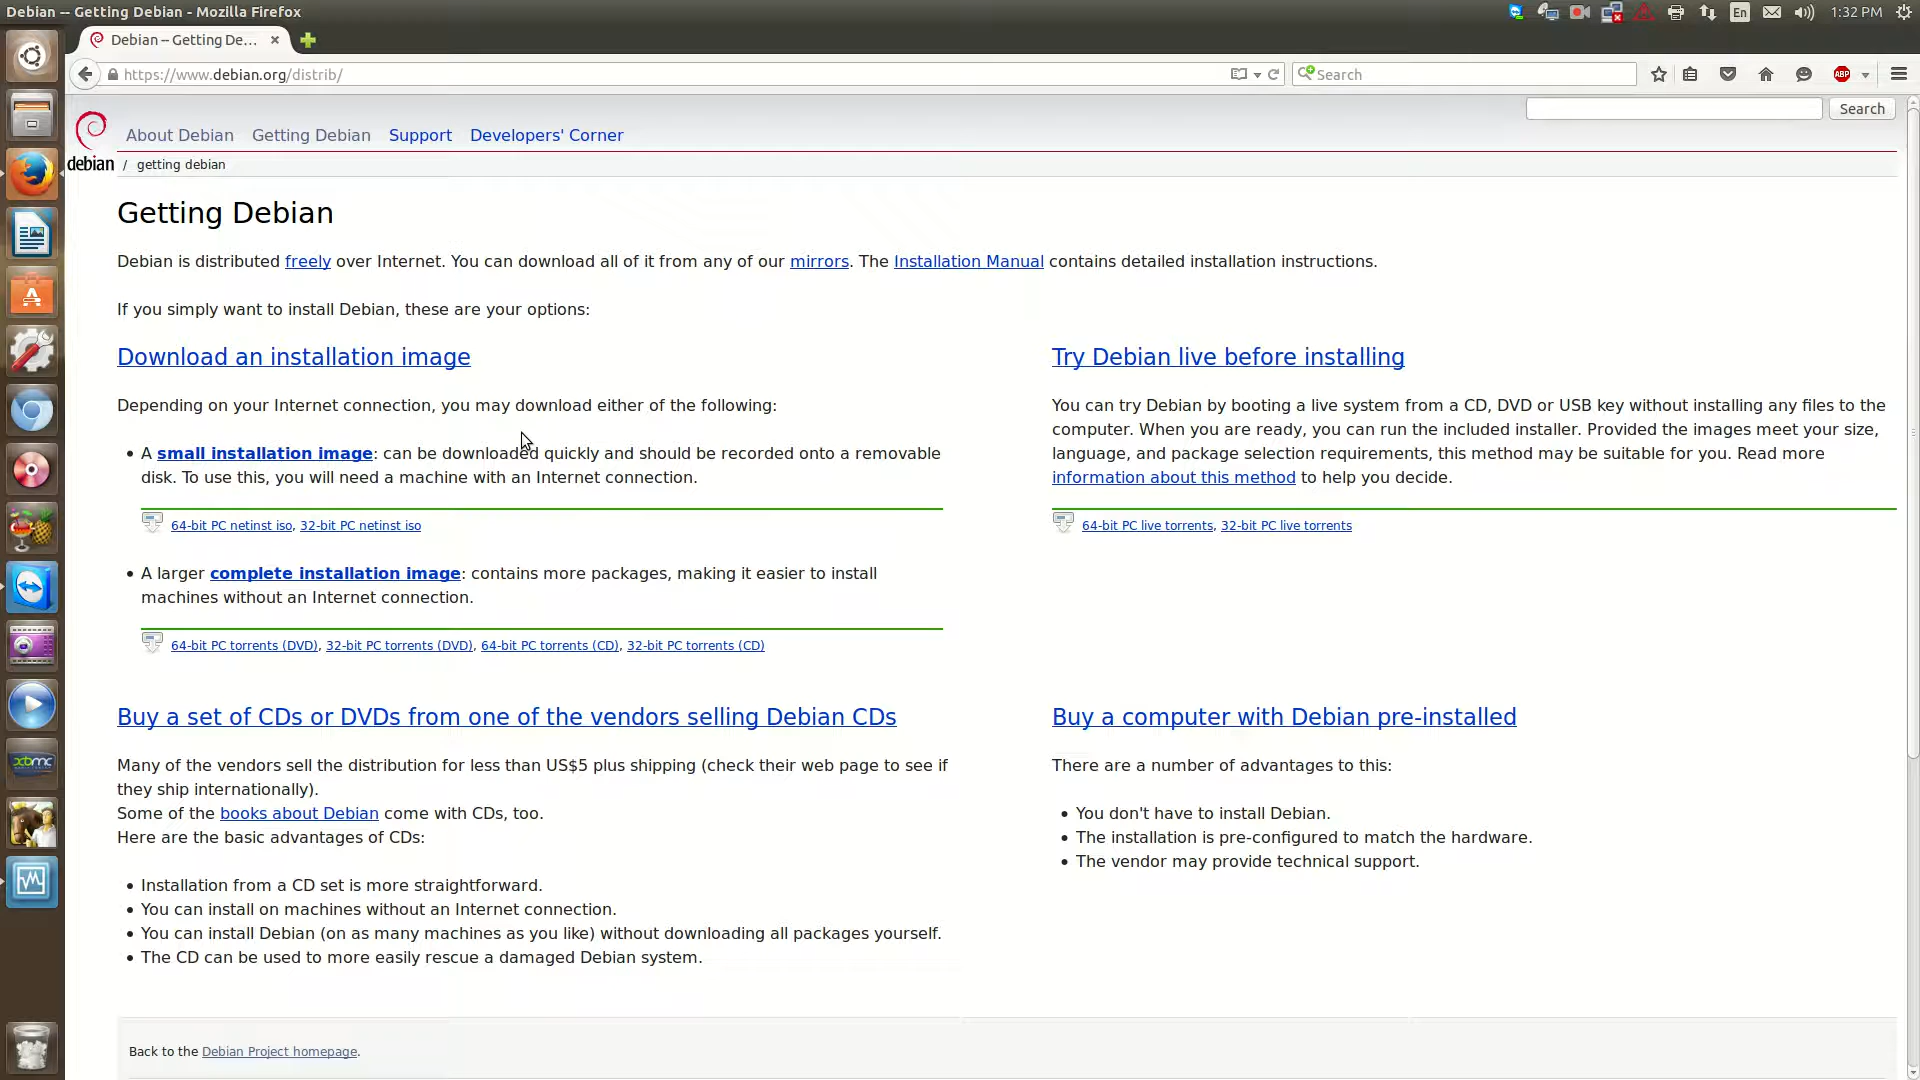 Debian -- Getting Debian - Mozilla Firefox
En
1:32 PM
Debian -- Getting De...
https://www.debian.org/distrib/
Search
ABP
Search
debian
About Debian
Getting Debian
Support
Developers' Corner
/ getting debian
Getting Debian
Debian is distributed freely over Internet. You can download all of it from any of our mirrors. The Installation Manual contains detailed installation instructions.
If you simply want to install Debian, these are your options:
Download an installation image
Depending on your Internet connection, you may download either of the following:
• A small installation image: can be downloaded quickly and should be recorded onto a removable
disk. To use this, you will need a machine with an Internet connection.
64-bit PC netinst iso, 32-bit PC netinst iso
• A larger complete installation image: contains more packages, making it easier to install
machines without an Internet connection.
64-bit PC torrents (DVD), 32-bit PC torrents (DVD), 64-bit PC torrents (CD), 32-bit PC torrents (CD)
Try Debian live before installing
You can try Debian by booting a live system from a CD, DVD or USB key without installing any files to the
computer. When you are ready, you can run the included installer. Provided the images meet your size,
language, and package selection requirements, this method may be suitable for you. Read more
information about this method to help you decide.
64-bit PC live torrents, 32-bit PC live torrents
Buy a set of CDs or DVDs from one of the vendors selling Debian CDs
Many of the vendors sell the distribution for less than US$5 plus shipping (check their web page to see if
they ship internationally).
Some of the books about Debian come with CDs, too.
Here are the basic advantages of CDs:
• Installation from a CD set is more straightforward.
• You can install on machines without an Internet connection.
• You can install Debian (on as many machines as you like) without downloading all packages yourself.
• The CD can be used to more easily rescue a damaged Debian system.
Buy a computer with Debian pre-installed
There are a number of advantages to this:
• You don't have to install Debian.
• The installation is pre-configured to match the hardware.
• The vendor may provide technical support.
xbmc
Back to the Debian Project homepage.